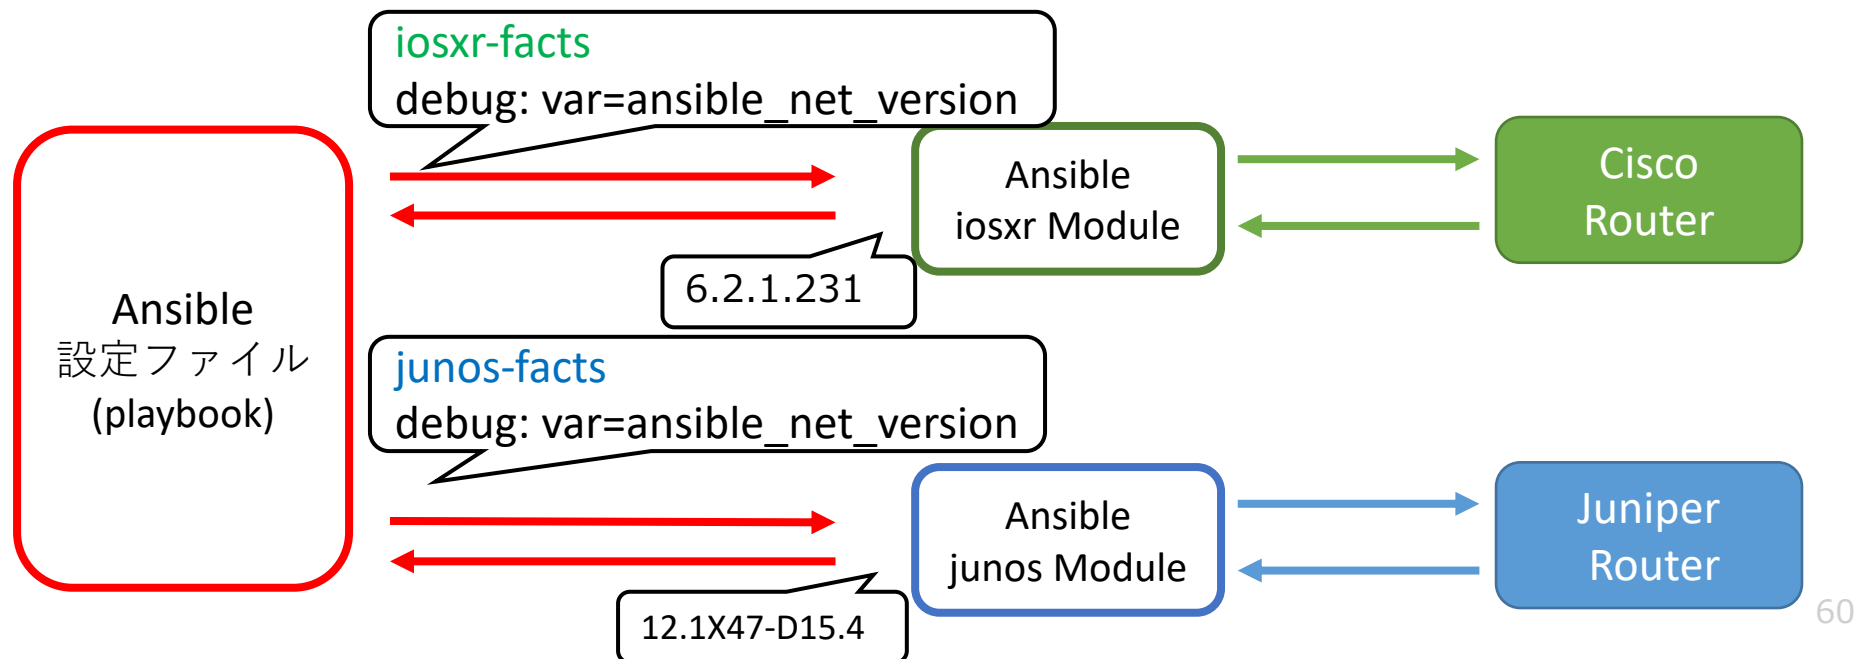 iosxr-facts
debug: var=ansible_net_version
Ansible
設定ファイル
(playbook)
Ansible
iosxr Module
Cisco
Router
6.2.1.231
junos-facts
debug: var=ansible_net_version
Ansible
junos Module
Juniper
Router
12.1X47-D15.4
60